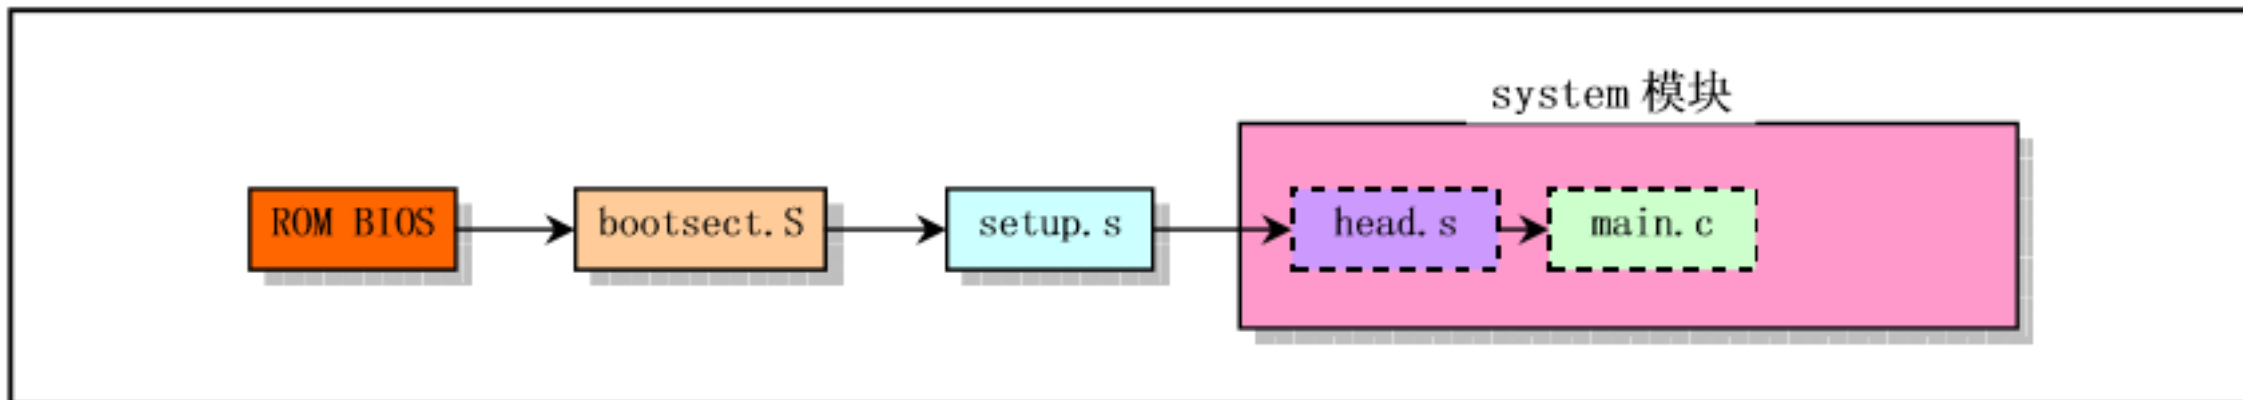 system 模块
ROM BIOS
bootsect.S
setup.s
head.s
main.c